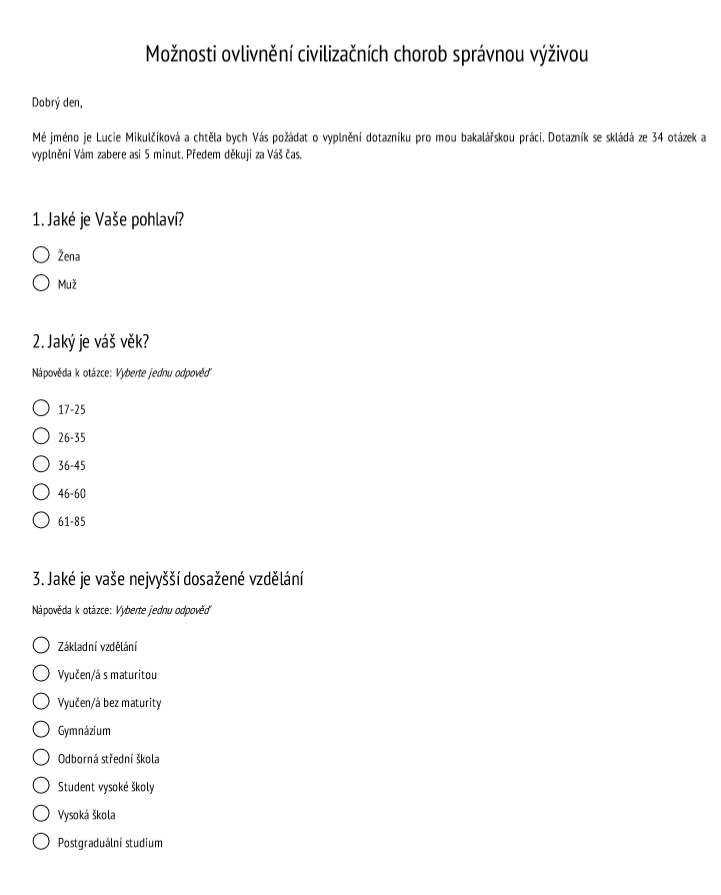 Možnosti ovlivnění civilizačních chorob správnou výživou
Dobrý den,
Mé jméno je Lucie Mikulčíková a chtěla bych Vás požádat o vyplnění dotazníku pro mou bakalářskou práci. Dotazník se skládá ze 34 otázek a
vyplnění Vám zabere asi 5 minut. Předem děkuji za Váš čas.
1. Jaké je Vaše pohlaví?
Žena
Muž
2. Jaký je váš věk?
Nápověda k otázce: Vyberte jednu odpověď
17-25
26-35
36-45
46-60
61-85
3. Jaké je vaše nejvyšší dosažené vzdělání
Nápověda k otázce: Vyberte jednu odpověď
Základní vzdělání
Vyučen/á s maturitou
Vyučen/á bez maturity
Gymnázium
Odborná střední škola
Student vysoké školy
Vysoká škola
Postgraduální studium